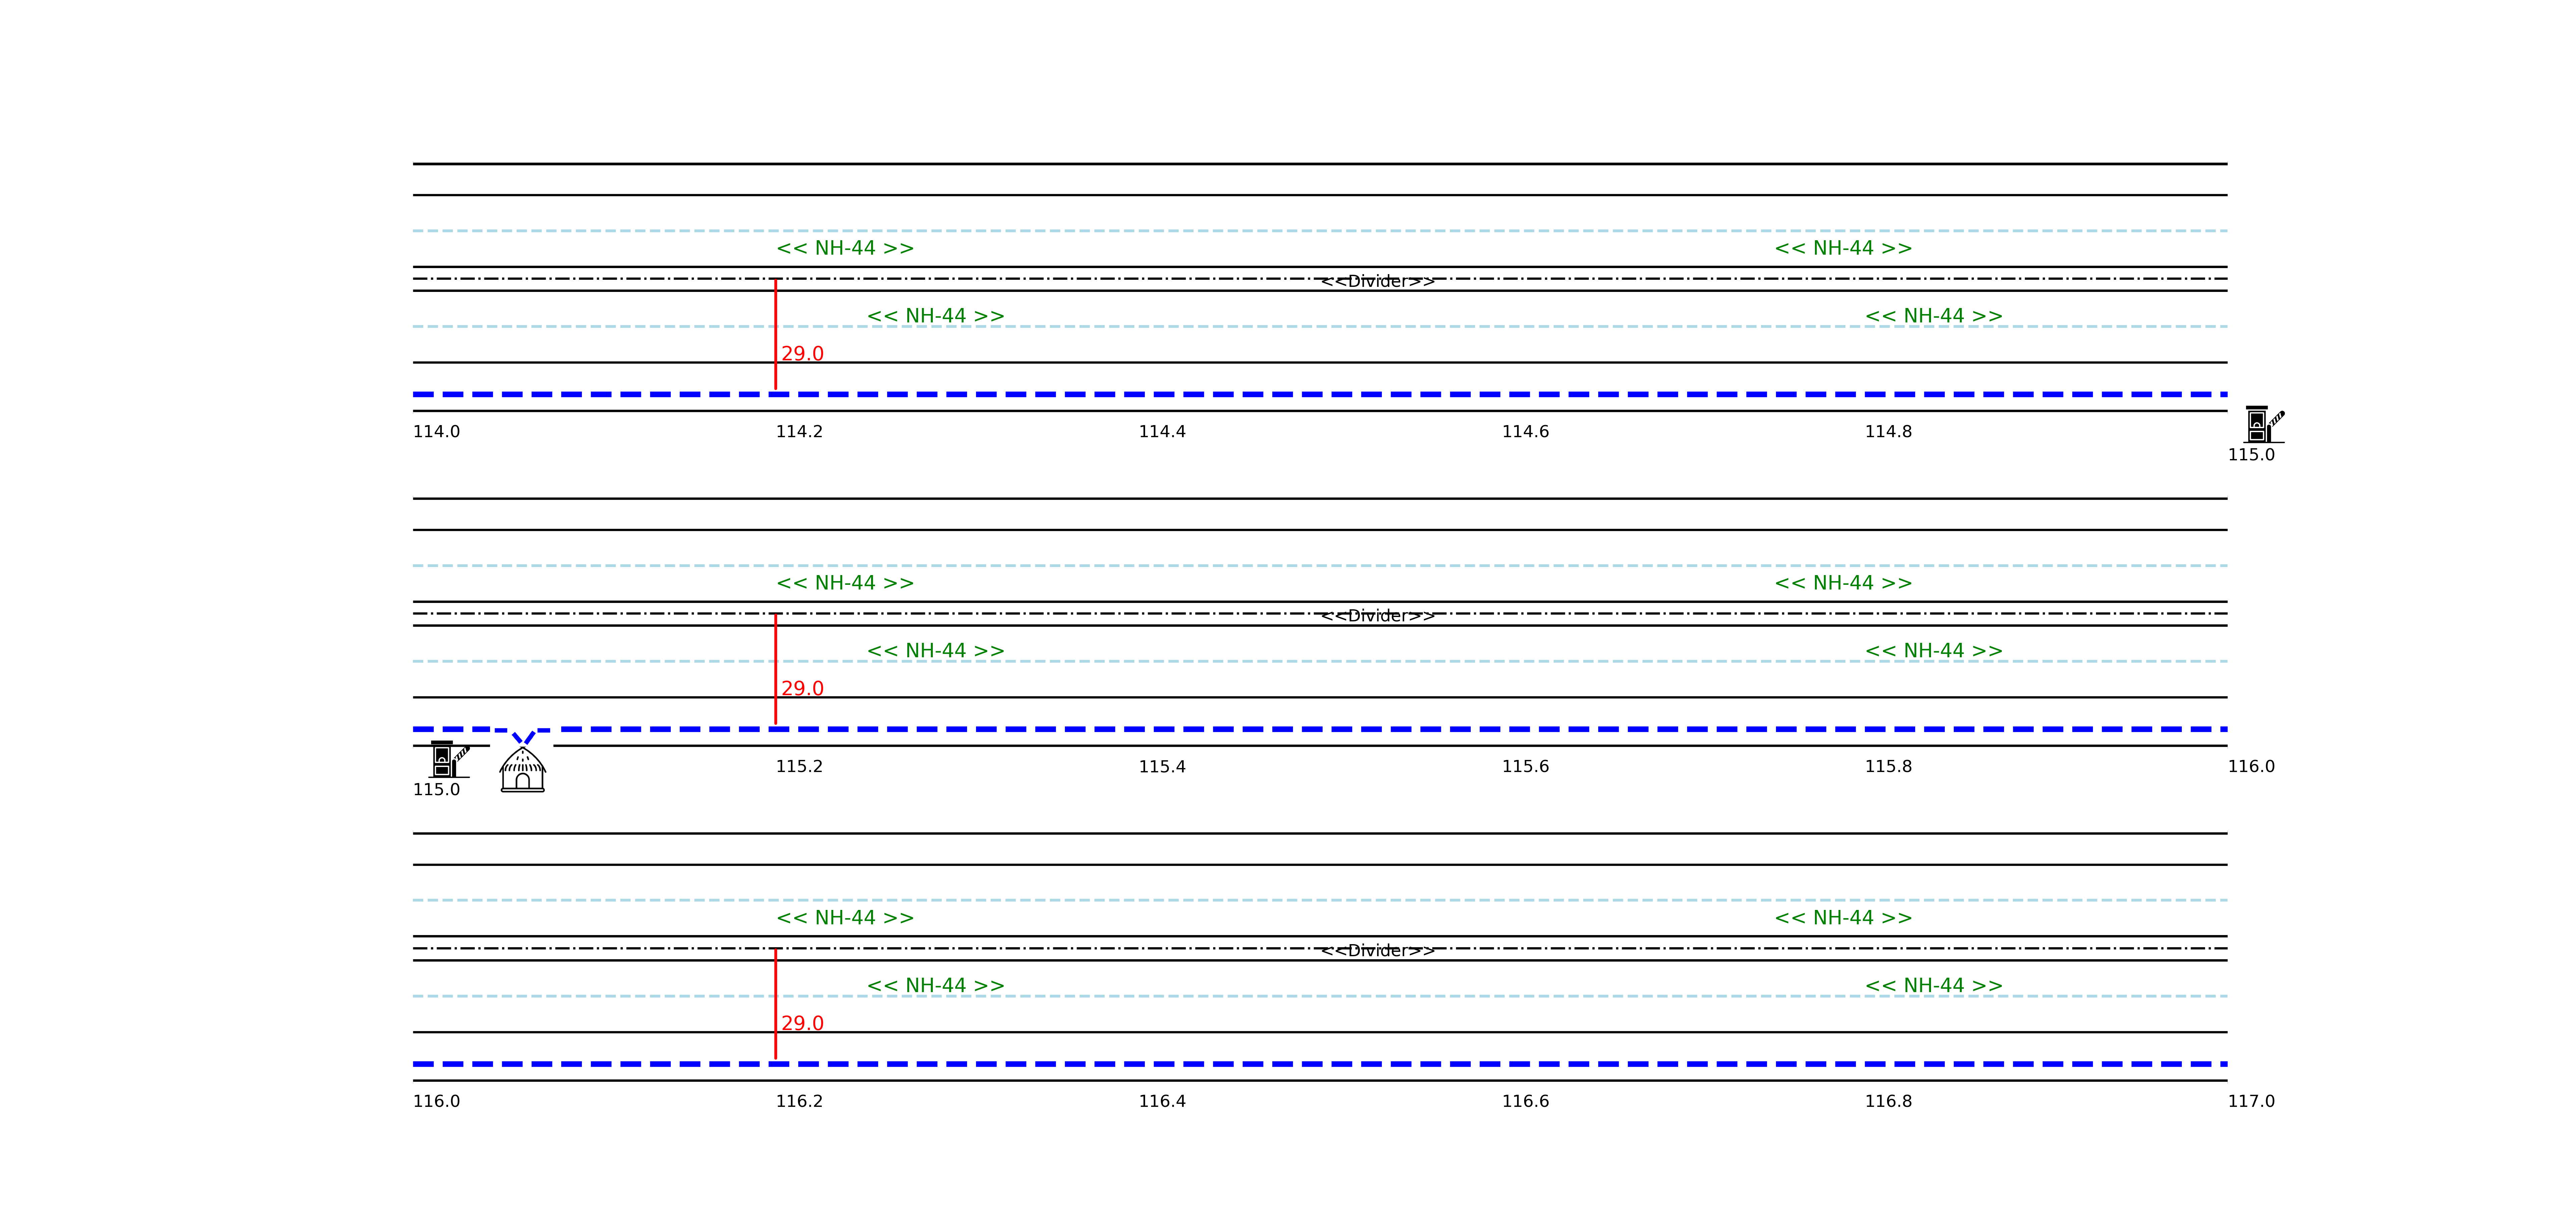 << NH-44 >> << NH-44 >>
<<Divider>>
<< NH-44 >> << NH-44 >>
29.0
114.0 114.2 114.4 114.6 114.8
115.0
<< NH-44 >> << NH-44 >>
<<Divider>>
<< NH-44 >> << NH-44 >>
29.0
115.2 115.4 115.6 115.8 116.0
115.0
<< NH-44 >> << NH-44 >>
<<Divider>>
<< NH-44 >> << NH-44 >>
29.0
116.0 116.2 116.4 116.6 116.8 117.0